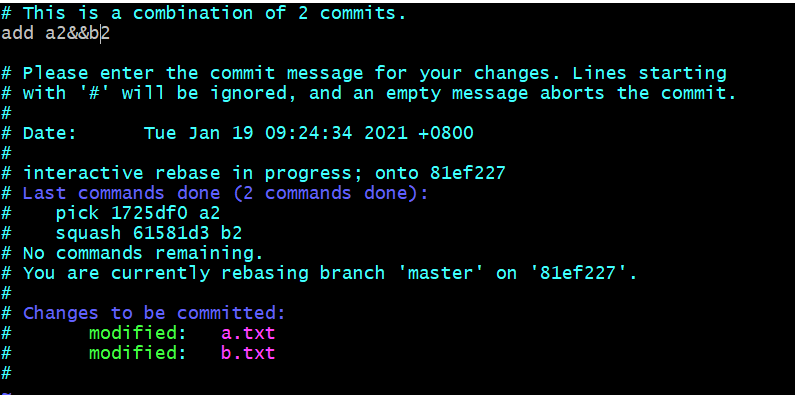 # This is a combination of 2 commits.
add a2&&b2

# Please enter the commit message for your changes. Lines starting
# with '#' will be ignored, and an empty message aborts the commit.
#
# Date:      Tue Jan 19 09:24:34 2021 +0800
#
# interactive rebase in progress; onto 81ef227
# Last commands done (2 commands done):
#    pick 1725df0 a2
#    squash 61581d3 b2
# No commands remaining.
# You are currently rebasing branch 'master' on '81ef227'.
#
# Changes to be committed:
#       modified:   a.txt
#       modified:   b.txt
#
~